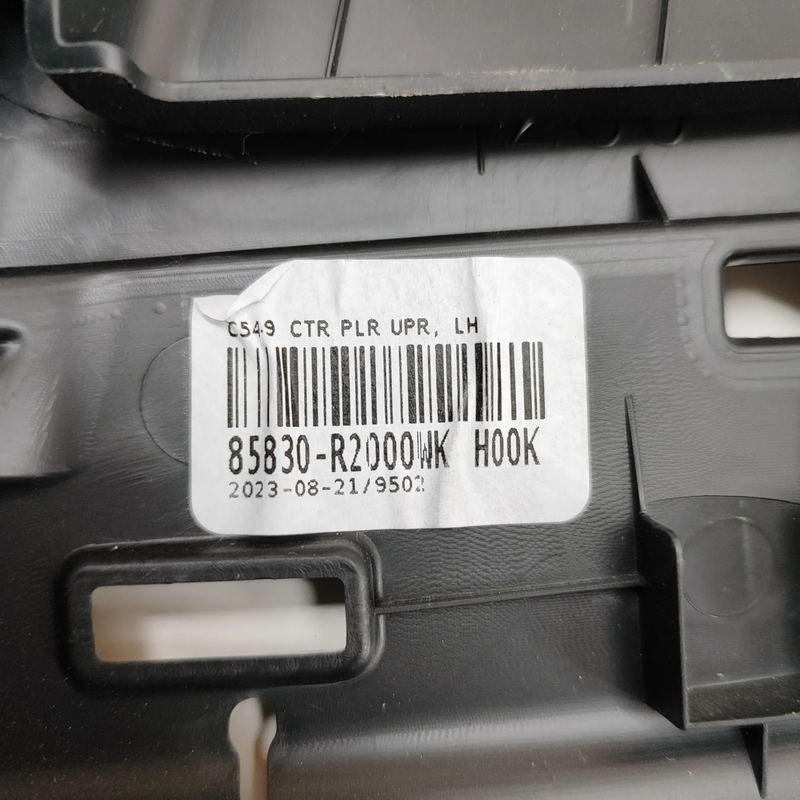 C549 CTR PLR UPR, LH
85830-R2000WK HOOK
2023-08-21/9502